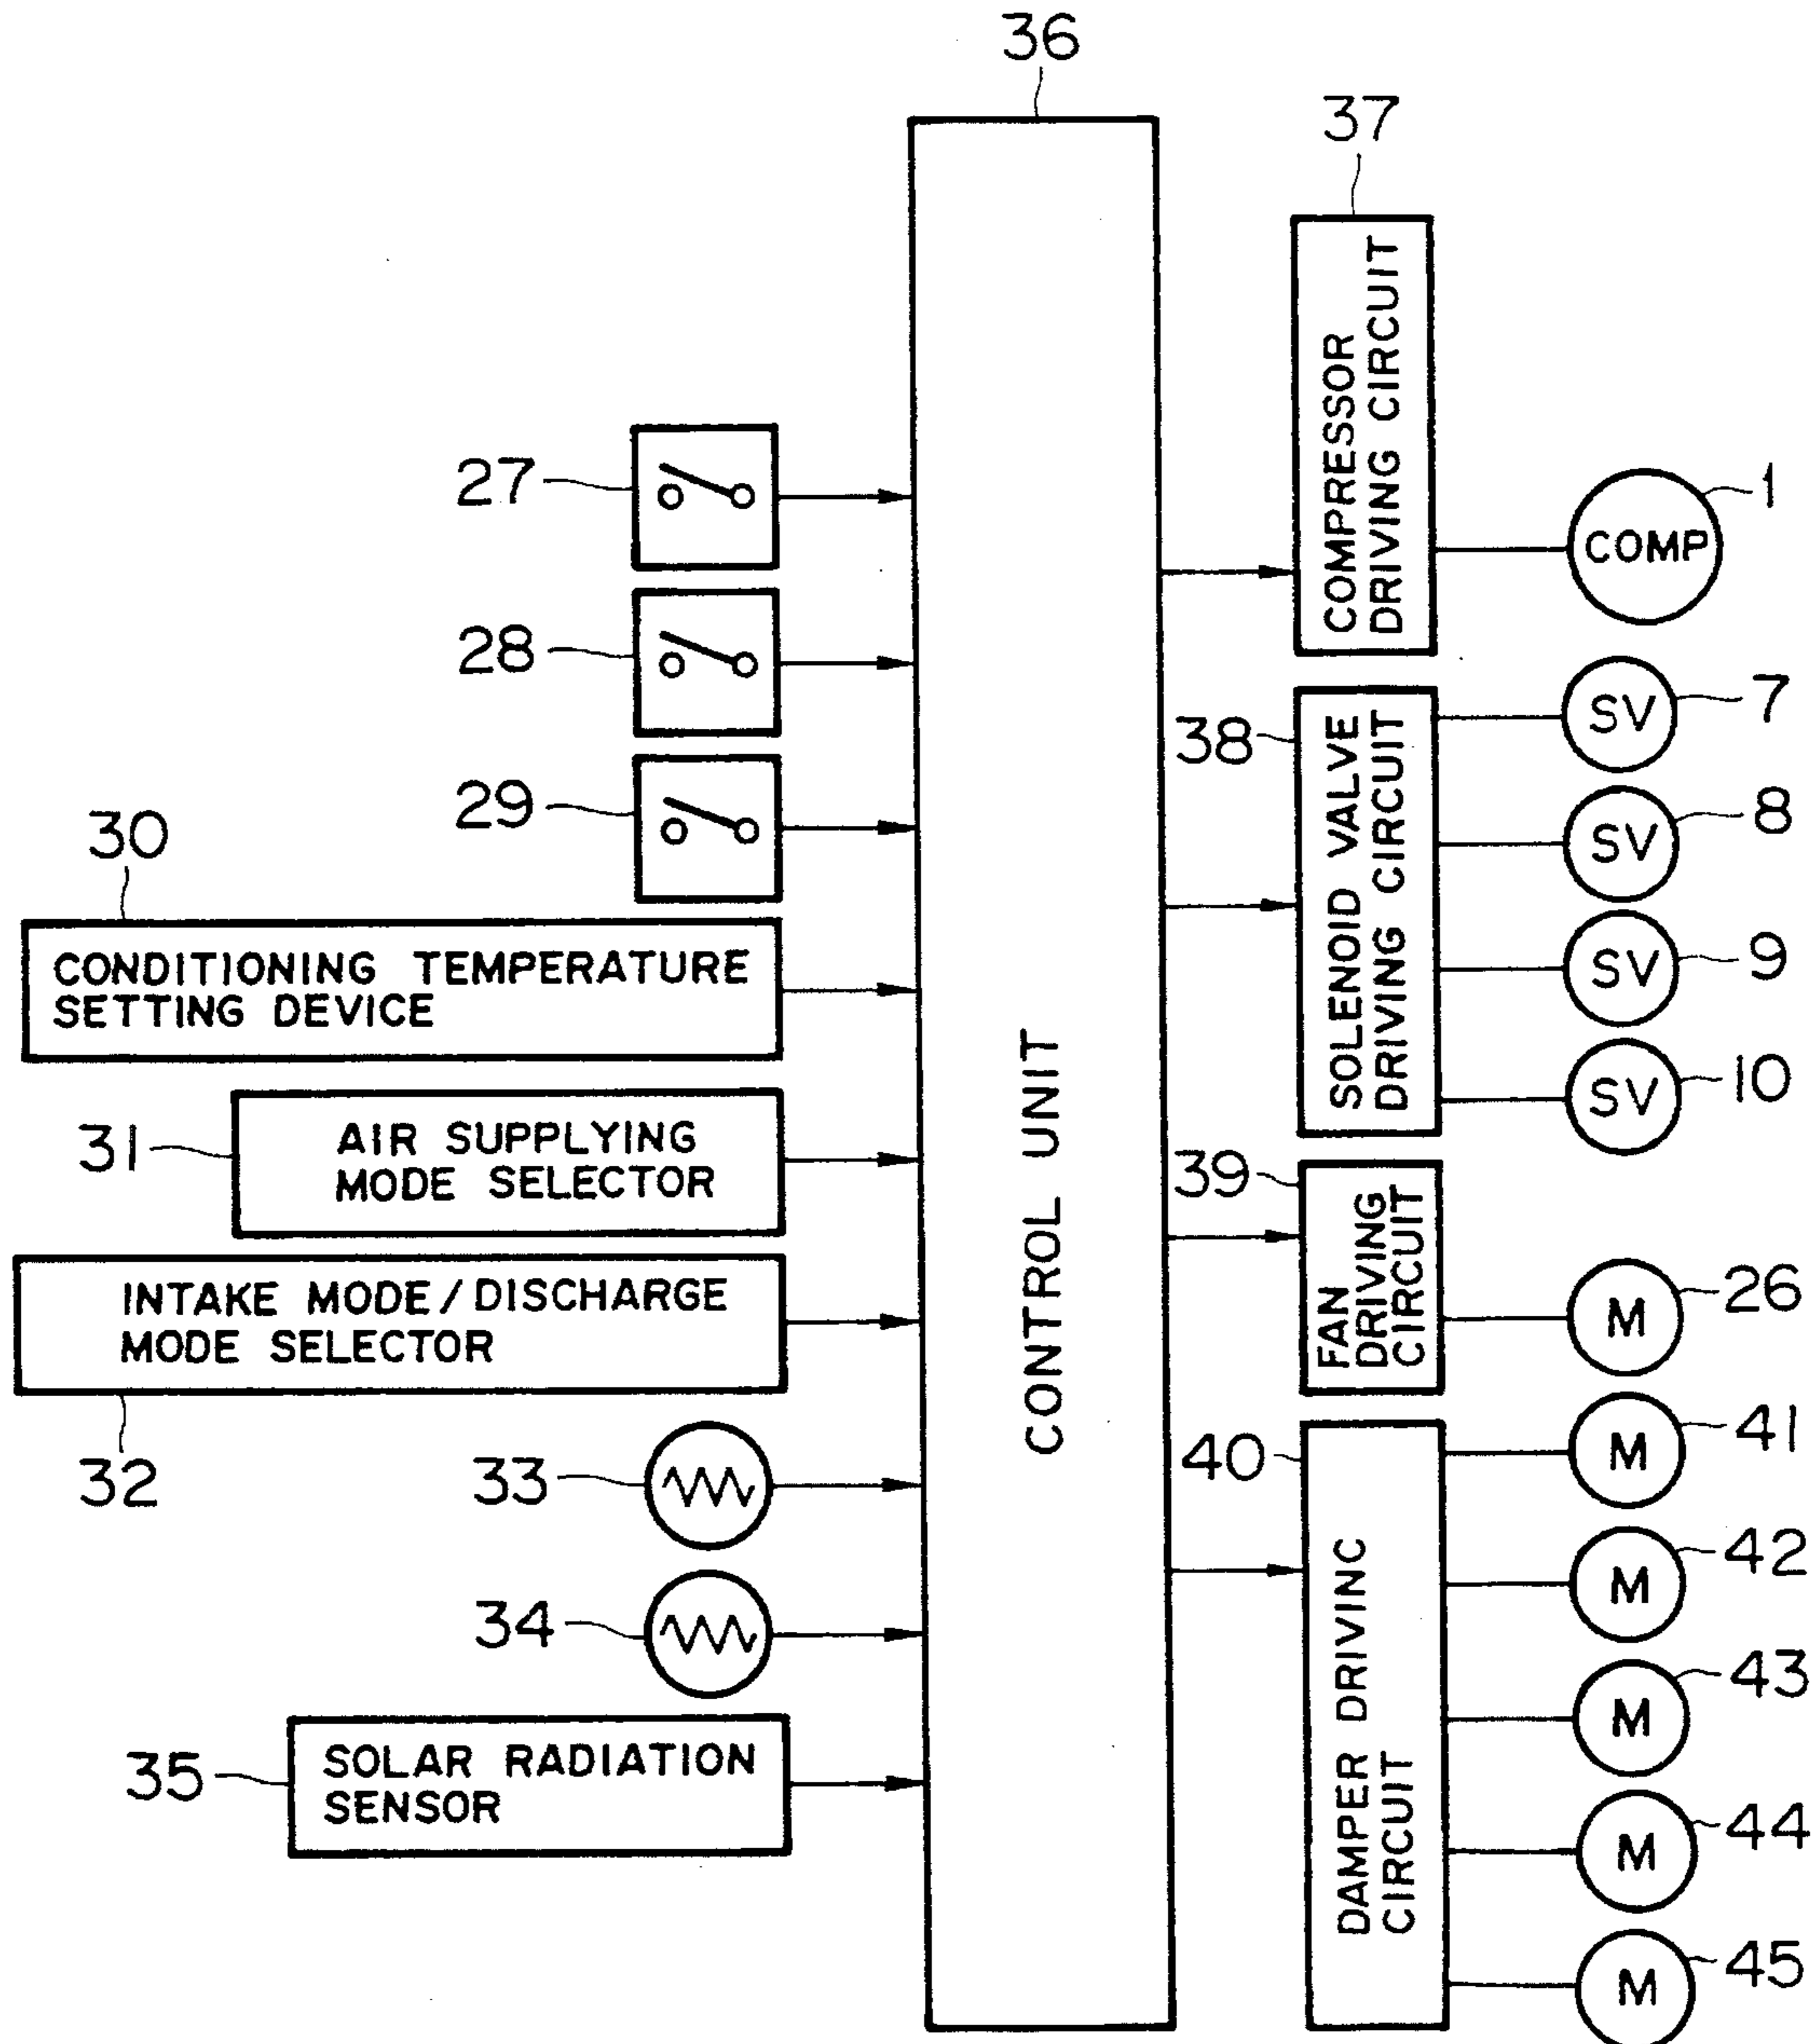 36
37
27
28
29
30
CONDITIONING TEMPERATURE
SETTING DEVICE
31
AIR SUPPLYING
MODE SELECTOR
INTAKE MODE/DISCHARGE
MODE SELECTOR
32
33
34
35
SOLAR RADIATION
SENSOR
CONTROL UNIT
COMPRESSOR
DRIVING CIRCUIT
COMP
1
38
SOLENOID VALVE
DRIVING CIRCUIT
SV
7
SV
8
SV
9
SV
10
39
FAN
DRIVING
CIRCUIT
M
26
40
DAMPER DRIVINC
CIRCUIT
M
41
M
42
M
43
M
44
M
45